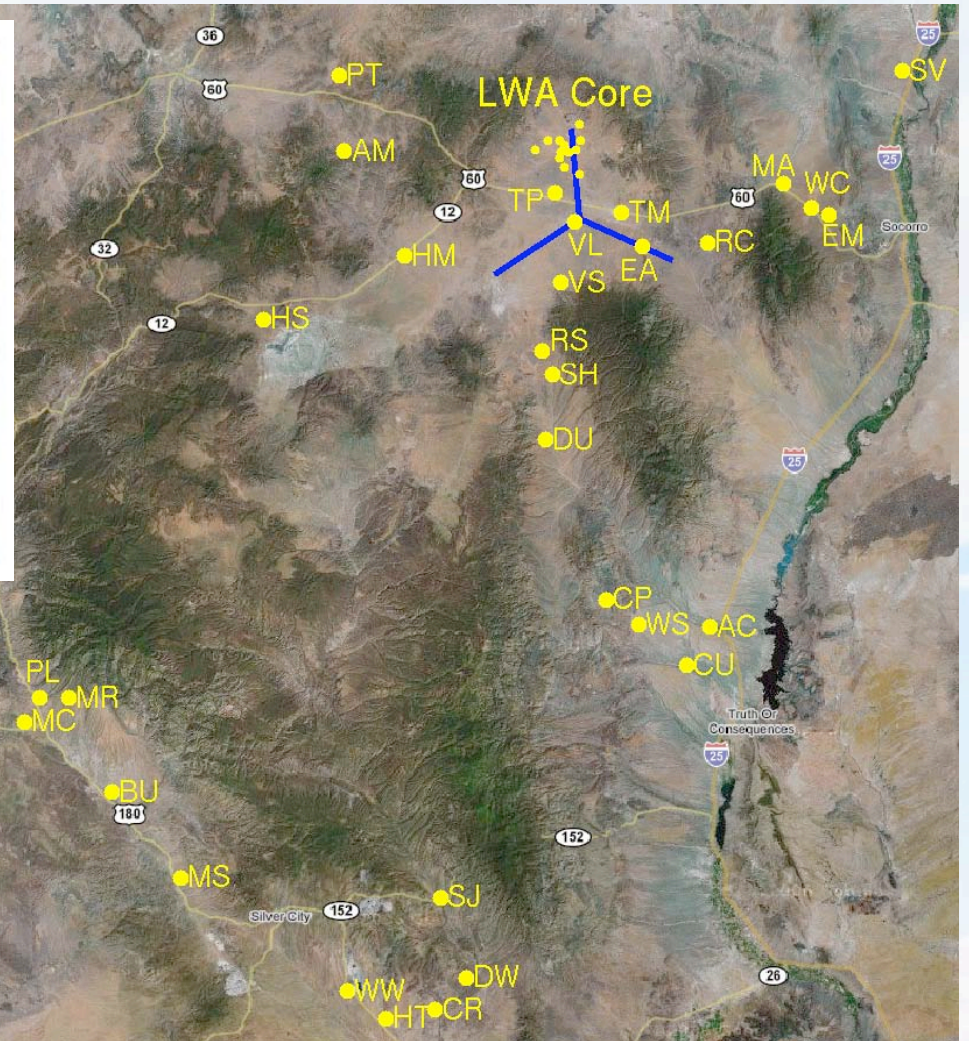 36
25
SV
PT
60
LWA Core
AM
25
60
MA
WC
TP
60
12
TM
EM
Socorro
32
VL
RC
HM
EA
VS
HS
12
RS
SH
DU
25
CP
WS
AC
CU
PL
MR
MC
Truth Or
Consequences
25
BU
180
152
MS
SJ
152
Silver City
26
DW
WW
CR
HT